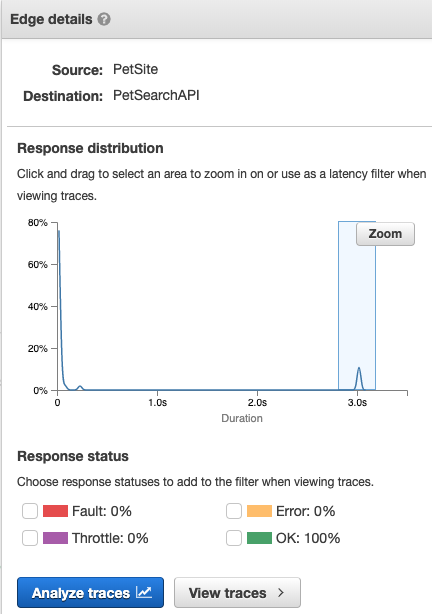 Edge details ?
Source: PetSite
Destination: PetSearchAPI
Response distribution
Click and drag to select an area to zoom in on or use as a latency filter when
viewing traces.
80%
Zoom
60%
40%
20%
0%
0 1.0s 2.0s 3.0s
Duration
Response status
Choose response statuses to add to the filter when viewing traces.
Fault: 0% Error: 0%
Throttle: 0% OK: 100%
Analyze traces View traces